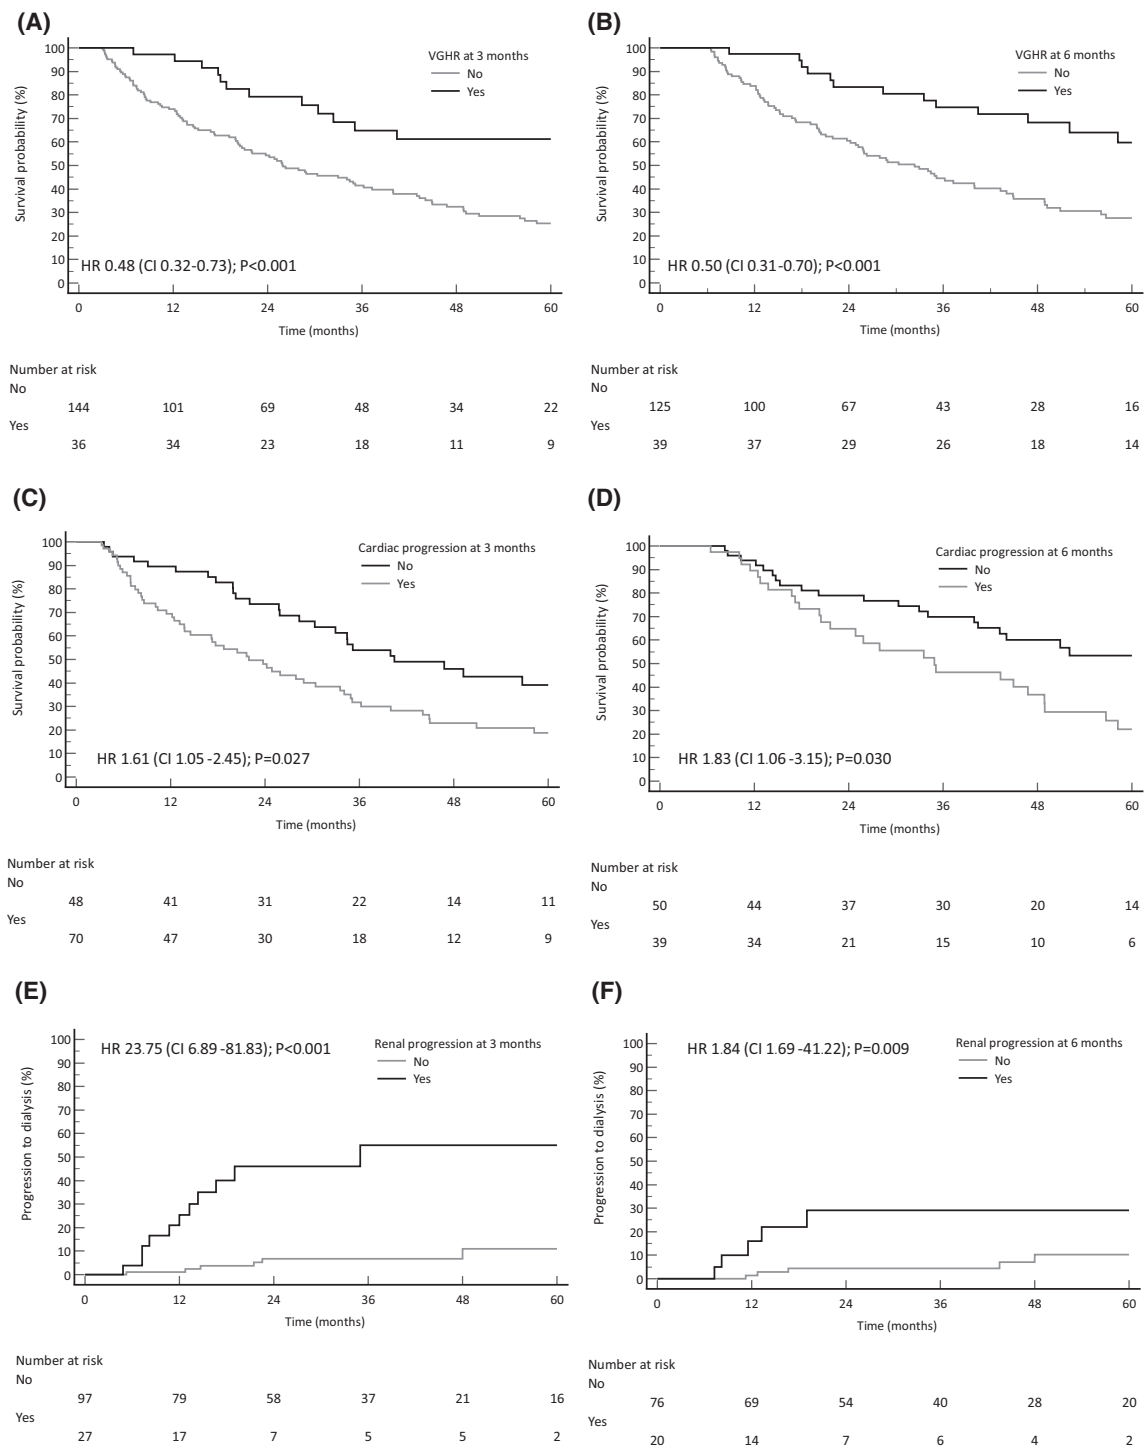 (A)
VGHR at 3 months
No
Yes
Survival probability (%)
100
90
80
70
60
50
40
30
20
10
0
HR 0.48 (CI 0.32-0.73); P<0.001
0 12 24 36 48 60
Time (months)
Number at risk
No
144 101 69 48 34 22
Yes
36 34 23 18 11 9
(B)
VGHR at 6 months
No
Yes
Survival probability (%)
100
90
80
70
60
50
40
30
20
10
0
HR 0.50 (CI 0.31-0.70); P<0.001
0 12 24 36 48 60
Time (months)
Number at risk
No
125 100 67 43 28 16
Yes
39 37 29 26 18 14
(C)
Cardiac progression at 3 months
No
Yes
Survival probability (%)
100
90
80
70
60
50
40
30
20
10
0
HR 1.61 (CI 1.05 -2.45); P=0.027
0 12 24 36 48 60
Time (months)
Number at risk
No
48 41 31 22 14 11
Yes
70 47 30 18 12 9
(D)
Cardiac progression at 6 months
No
Yes
Survival probability (%)
100
90
80
70
60
50
40
30
20
10
0
HR 1.83 (CI 1.06 -3.15); P=0.030
0 12 24 36 48 60
Time (months)
Number at risk
No
50 44 37 30 20 14
Yes
39 34 21 15 10 6
(E)
HR 23.75 (CI 6.89 -81.83); P<0.001
Renal progression at 3 months
No
Yes
Progression to dialysis (%)
100
90
80
70
60
50
40
30
20
10
0
0 12 24 36 48 60
Time (months)
Number at risk
No
97 79 58 37 21 16
Yes
27 17 7 5 5 2
(F)
HR 1.84 (CI 1.69 -41.22); P=0.009
Renal progression at 6 months
No
Yes
Progression to dialysis (%)
100
90
80
70
60
50
40
30
20
10
0
0 12 24 36 48 60
Time (months)
Number at risk
No
76 69 54 40 28 20
Yes
20 14 7 6 4 2